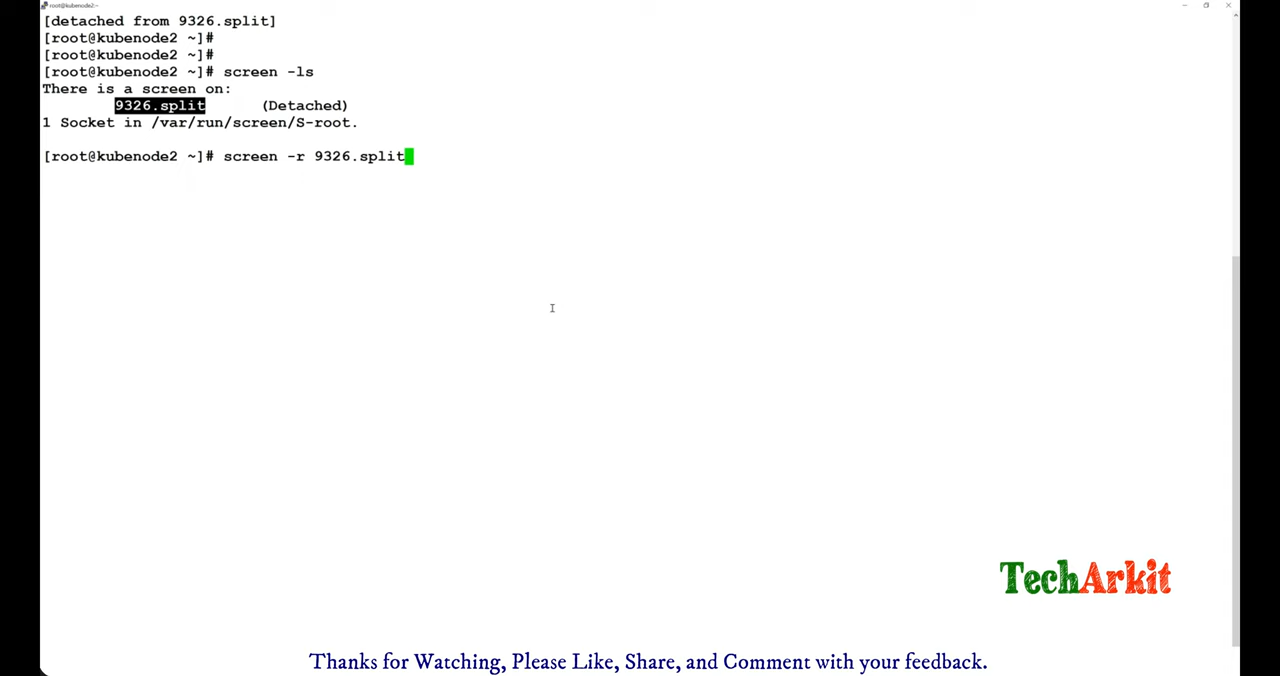 root@kubenode2:~
[detached from 9326.split]
[root@kubenode2 ~]#
[root@kubenode2 ~]#
[root@kubenode2 ~]# screen -ls
There is a screen on:
9326.split (Detached)
1 Socket in /var/run/screen/S-root.
[root@kubenode2 ~]# screen -r 9326.split
TechArkit
Thanks for Watching, Please Like, Share, and Comment with your feedback.